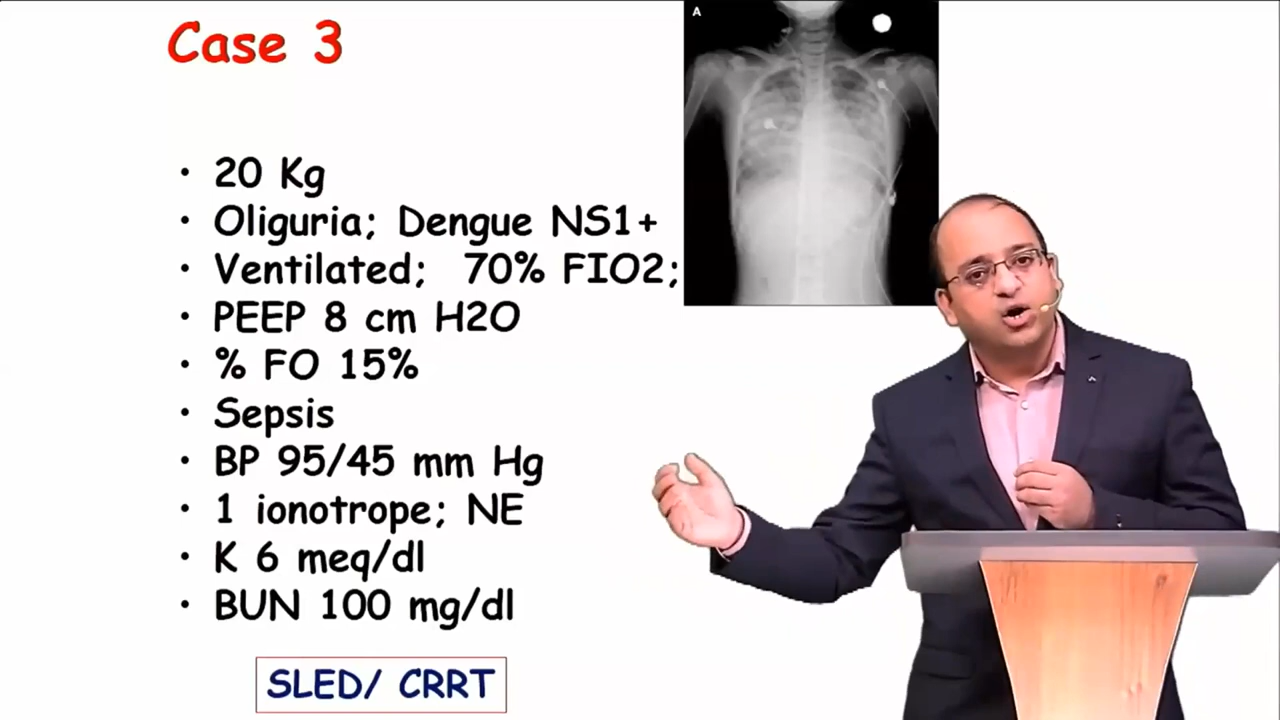 Case 3
A
• 20 Kg
• Oliguria; Dengue NS1+
• Ventilated; 70% FIO2;
• PEEP 8 cm H2O
• % FO 15%
• Sepsis
• BP 95/45 mm Hg
• 1 ionotrope; NE
• K 6 meq/dl
• BUN 100 mg/dl
SLED/ CRRT